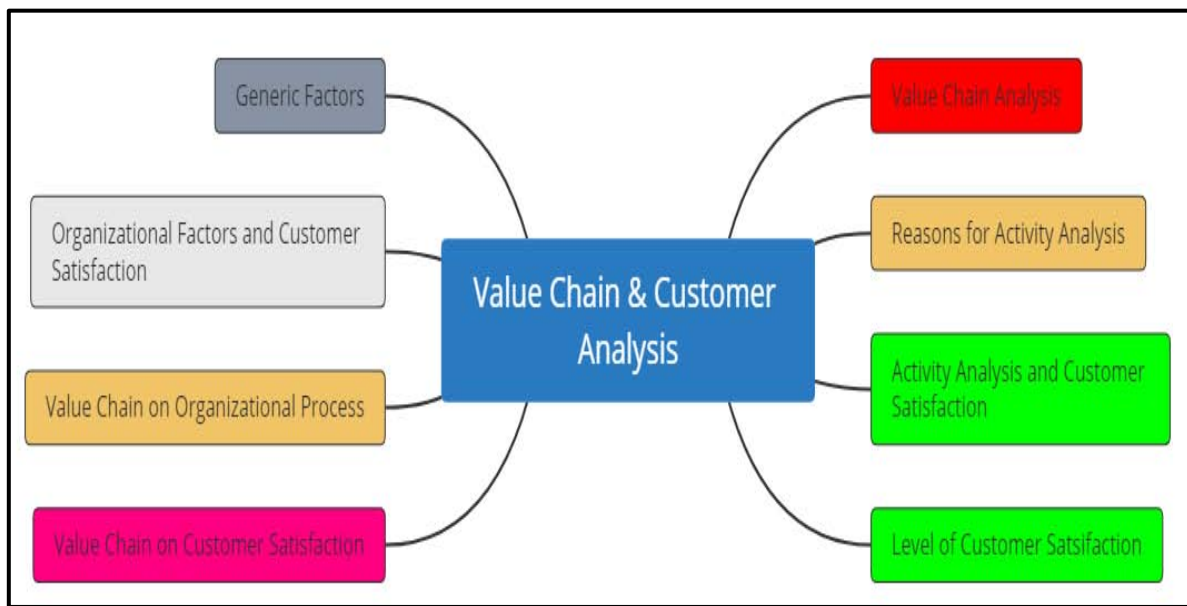 Generic Factors
Organizational Factors and Customer
Satisfaction
Value Chain on Organizational Process
Value Chain on Customer Satisfaction
Value Chain & Customer
Analysis
Value Chain Analysis
Reasons for Activity Analysis
Activity Analysis and Customer
Satisfaction
Level of Customer Satsifaction